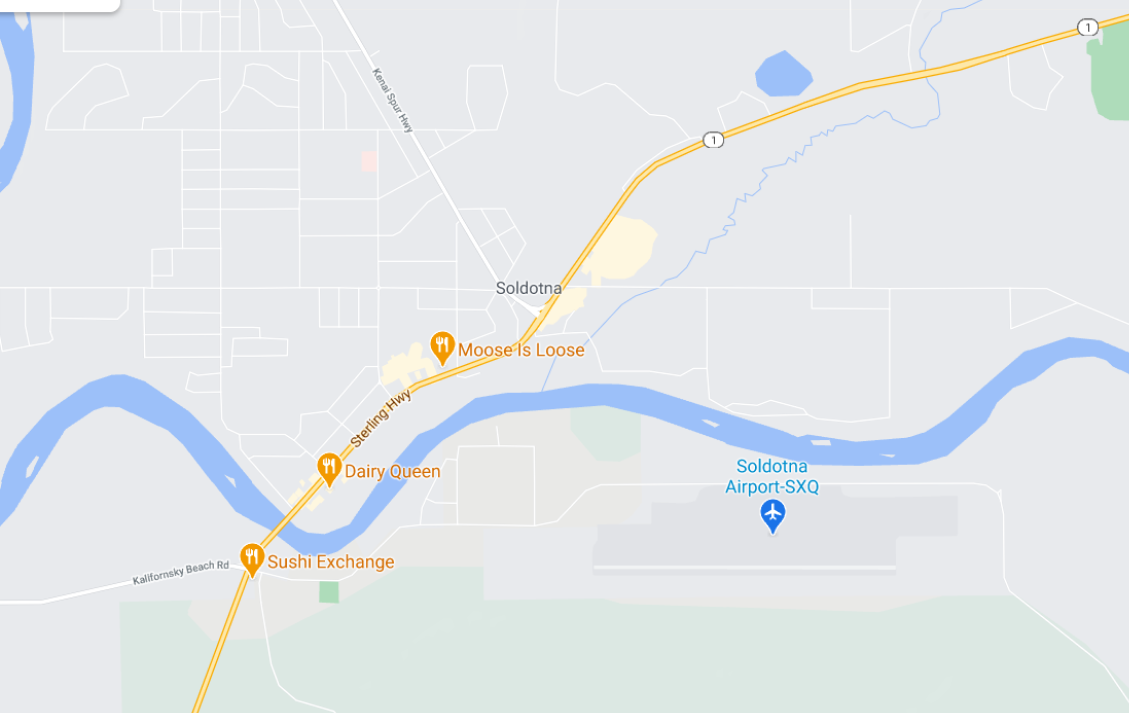 1
Kenai Spur Hwy
1
Soldotna
Moose Is Loose
Sterling Hwy
Soldotna
Airport-SXQ
Dairy Queen
Sushi Exchange
Kalifornsky Beach Rd